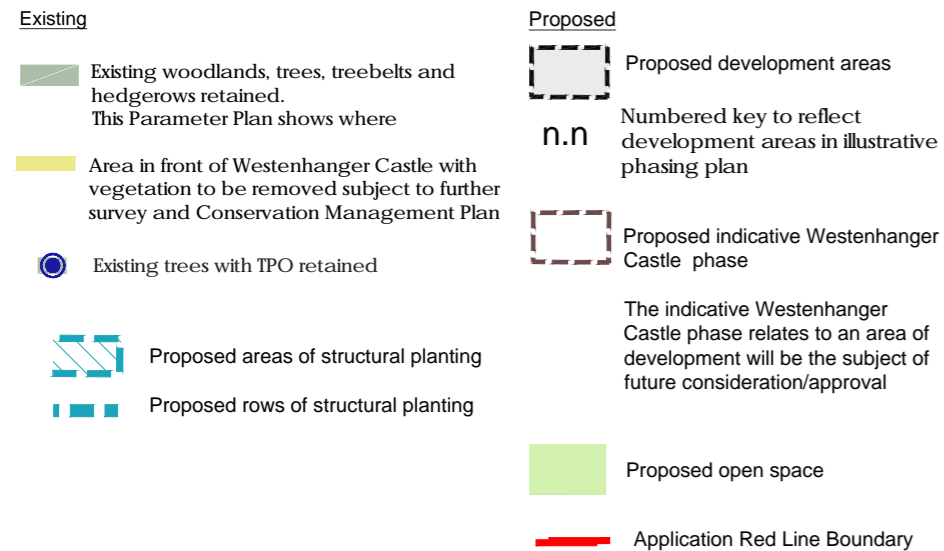 Existing
Existing woodlands, trees, treebelts and
hedgerows retained.
This Parameter Plan shows where
Area in front of Westenhanger Castle with
vegetation to be removed subject to further
survey and Conservation Management Plan
Existing trees with TPO retained
Proposed areas of structural planting
Proposed rows of structural planting
Proposed
Proposed development areas
n.n
Numbered key to reflect
development areas in illustrative
phasing plan
Proposed indicative Westenhanger
Castle phase
The indicative Westenhanger
Castle phase relates to an area of
development will be the subject of
future consideration/approval
Proposed open space
Application Red Line Boundary